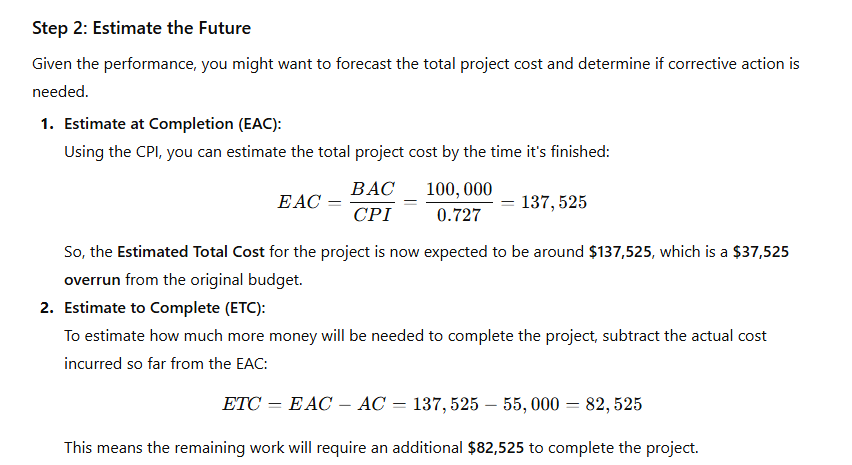 Step 2: Estimate the Future
Given the performance, you might want to forecast the total project cost and determine if corrective action is
needed.
1. Estimate at Completion (EAC):
Using the CPI, you can estimate the total project cost by the time it's finished:
EAC = BAC / CPI = 100,000 / 0.727 = 137,525
So, the Estimated Total Cost for the project is now expected to be around $137,525, which is a $37,525
overrun from the original budget.
2. Estimate to Complete (ETC):
To estimate how much more money will be needed to complete the project, subtract the actual cost
incurred so far from the EAC:
ETC = EAC − AC = 137,525 − 55,000 = 82,525
This means the remaining work will require an additional $82,525 to complete the project.